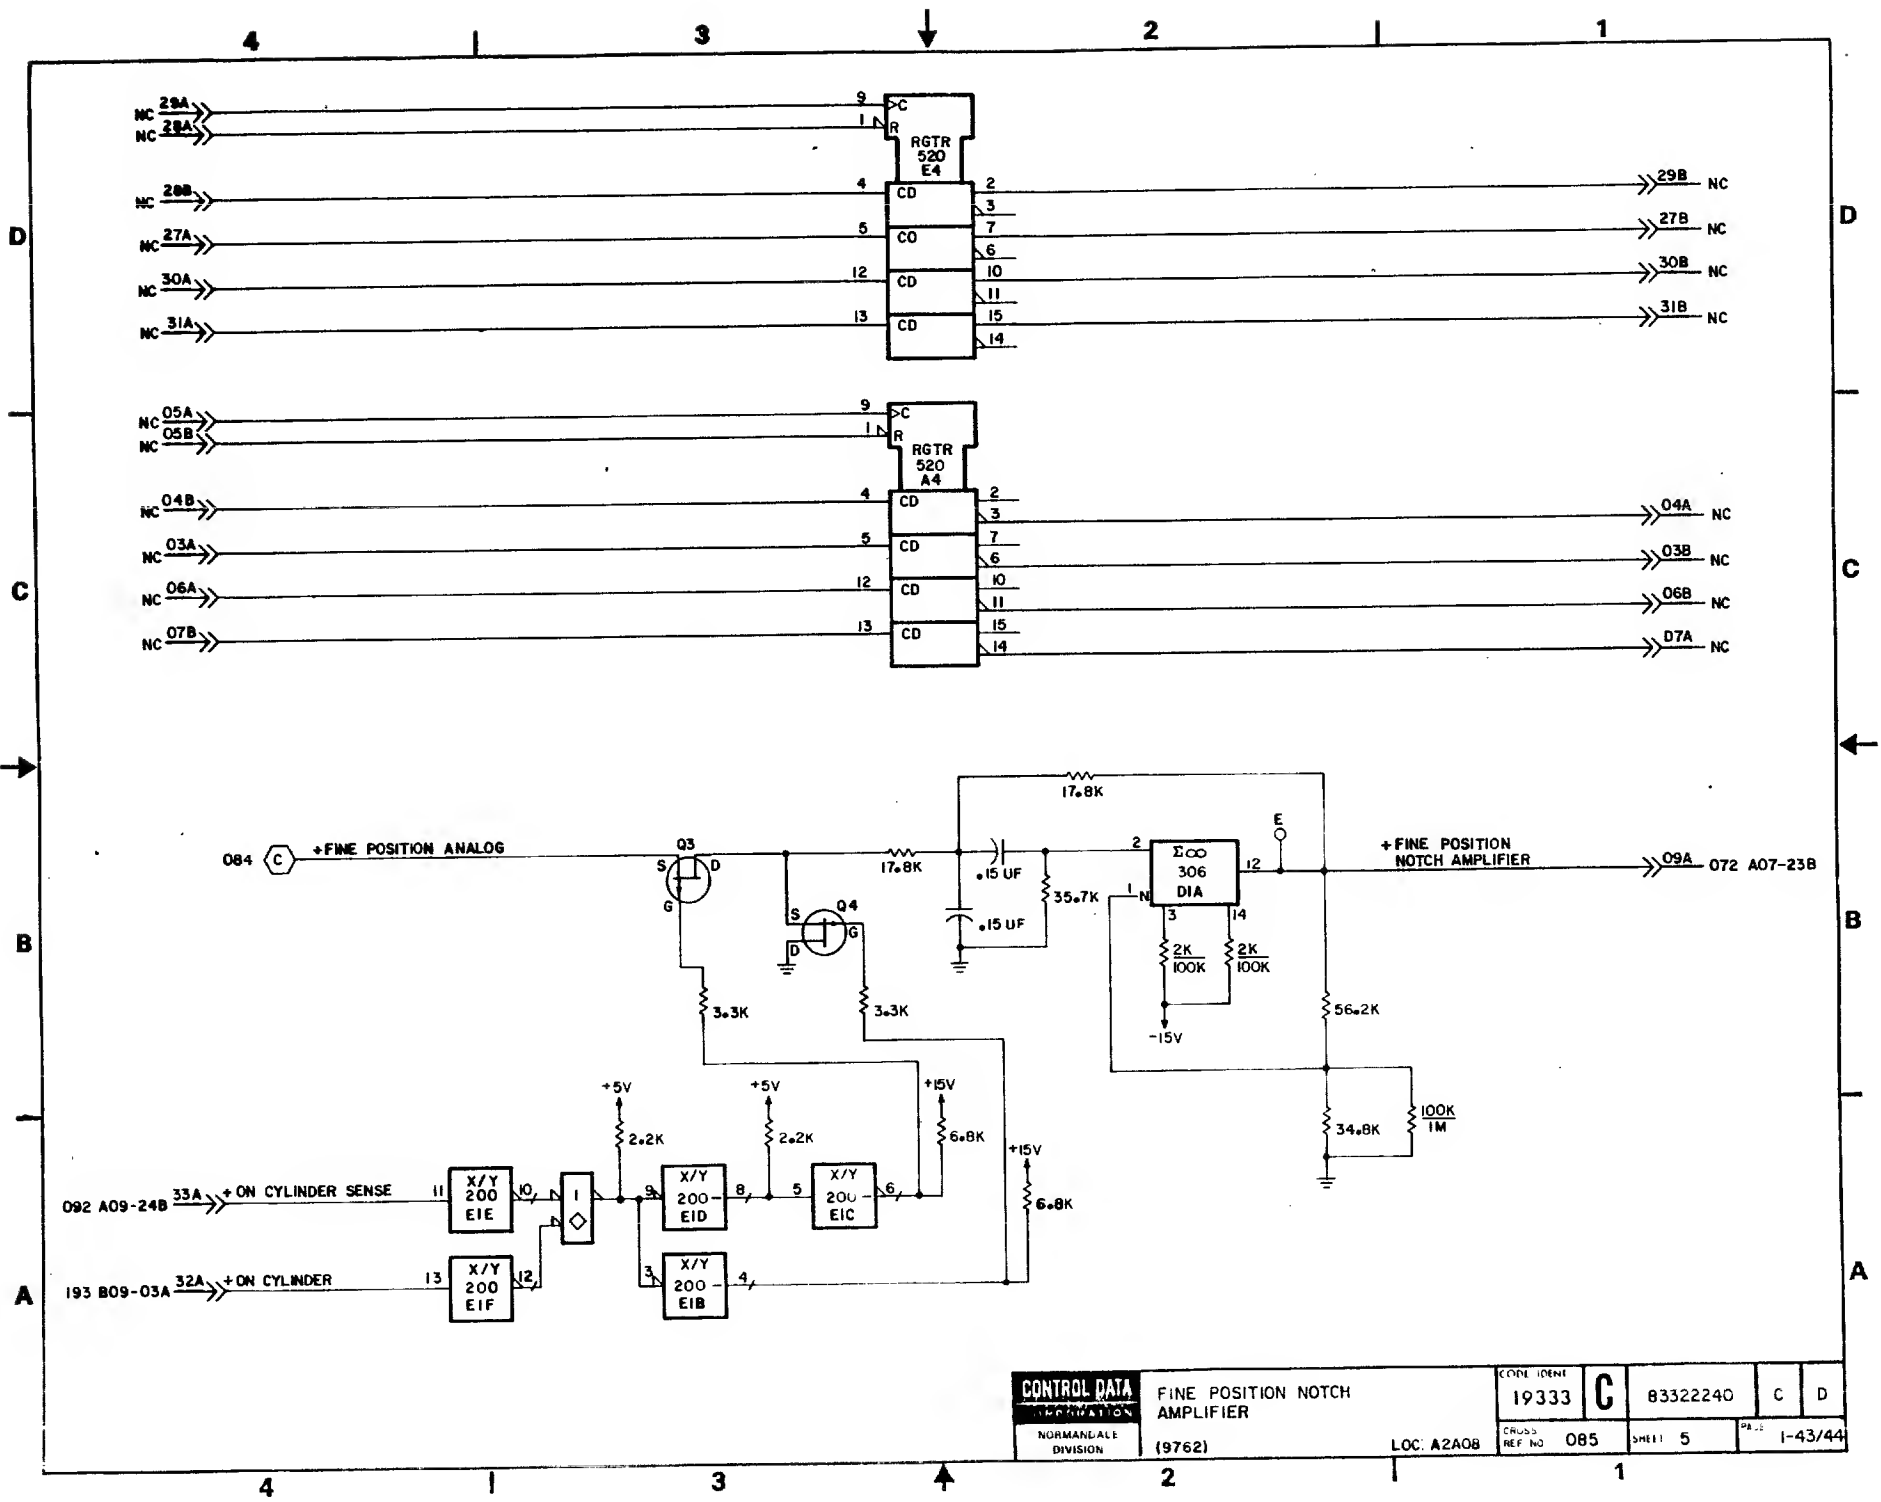 4 3 2 1
NC 29A 9 C
NC 28A 1 R
RGTR
520
E4
NC 28B 4 CD 2 29B NC
3
NC 27A 5 CO 7 27B NC
6
NC 30A 12 CD 10 30B NC
11
NC 31A 13 CD 15 31B NC
14
D D
NC 05A 9 C
NC 05B 1 R
RGTR
520
A4
NC 04B 4 CD 2
3 04A NC
NC 03A 5 CD 7
6 03B NC
NC 06A 12 CD 10
11 06B NC
NC 07B 13 CD 15
14 D7A NC
C C
17.8K
084 C +FINE POSITION ANALOG Q3
S D
G
17.8K
.15 UF
.15 UF
35.7K
Q4
S
G
D
2 Σ∞ 12
306
D1A
1 N
3 14
2K
100K
2K
100K
-15V
E
+FINE POSITION
NOTCH AMPLIFIER 09A 072 A07-23B
B B
3.3K
3.3K
56.2K
34.8K
100K
1M
+5V
2.2K
+5V
2.2K
+15V
6.8K
+15V
6.8K
092 A09-24B 33A + ON CYLINDER SENSE 11 X/Y 10
200
E1E
1
9 X/Y 8
200
E1D
5 X/Y 6
200
E1C
193 B09-03A 32A + ON CYLINDER 13 X/Y 12
200
E1F
3 X/Y 4
200
E1B
A A
CONTROL DATA
CORPORATION
NORMANDALE
DIVISION
FINE POSITION NOTCH
AMPLIFIER
(9762)
LOC: A2A08
CODE IDENT
19333
C
83322240
C
D
CROSS
REF NO 085
SHEET 5
PAGE 1-43/44
4 3 2 1